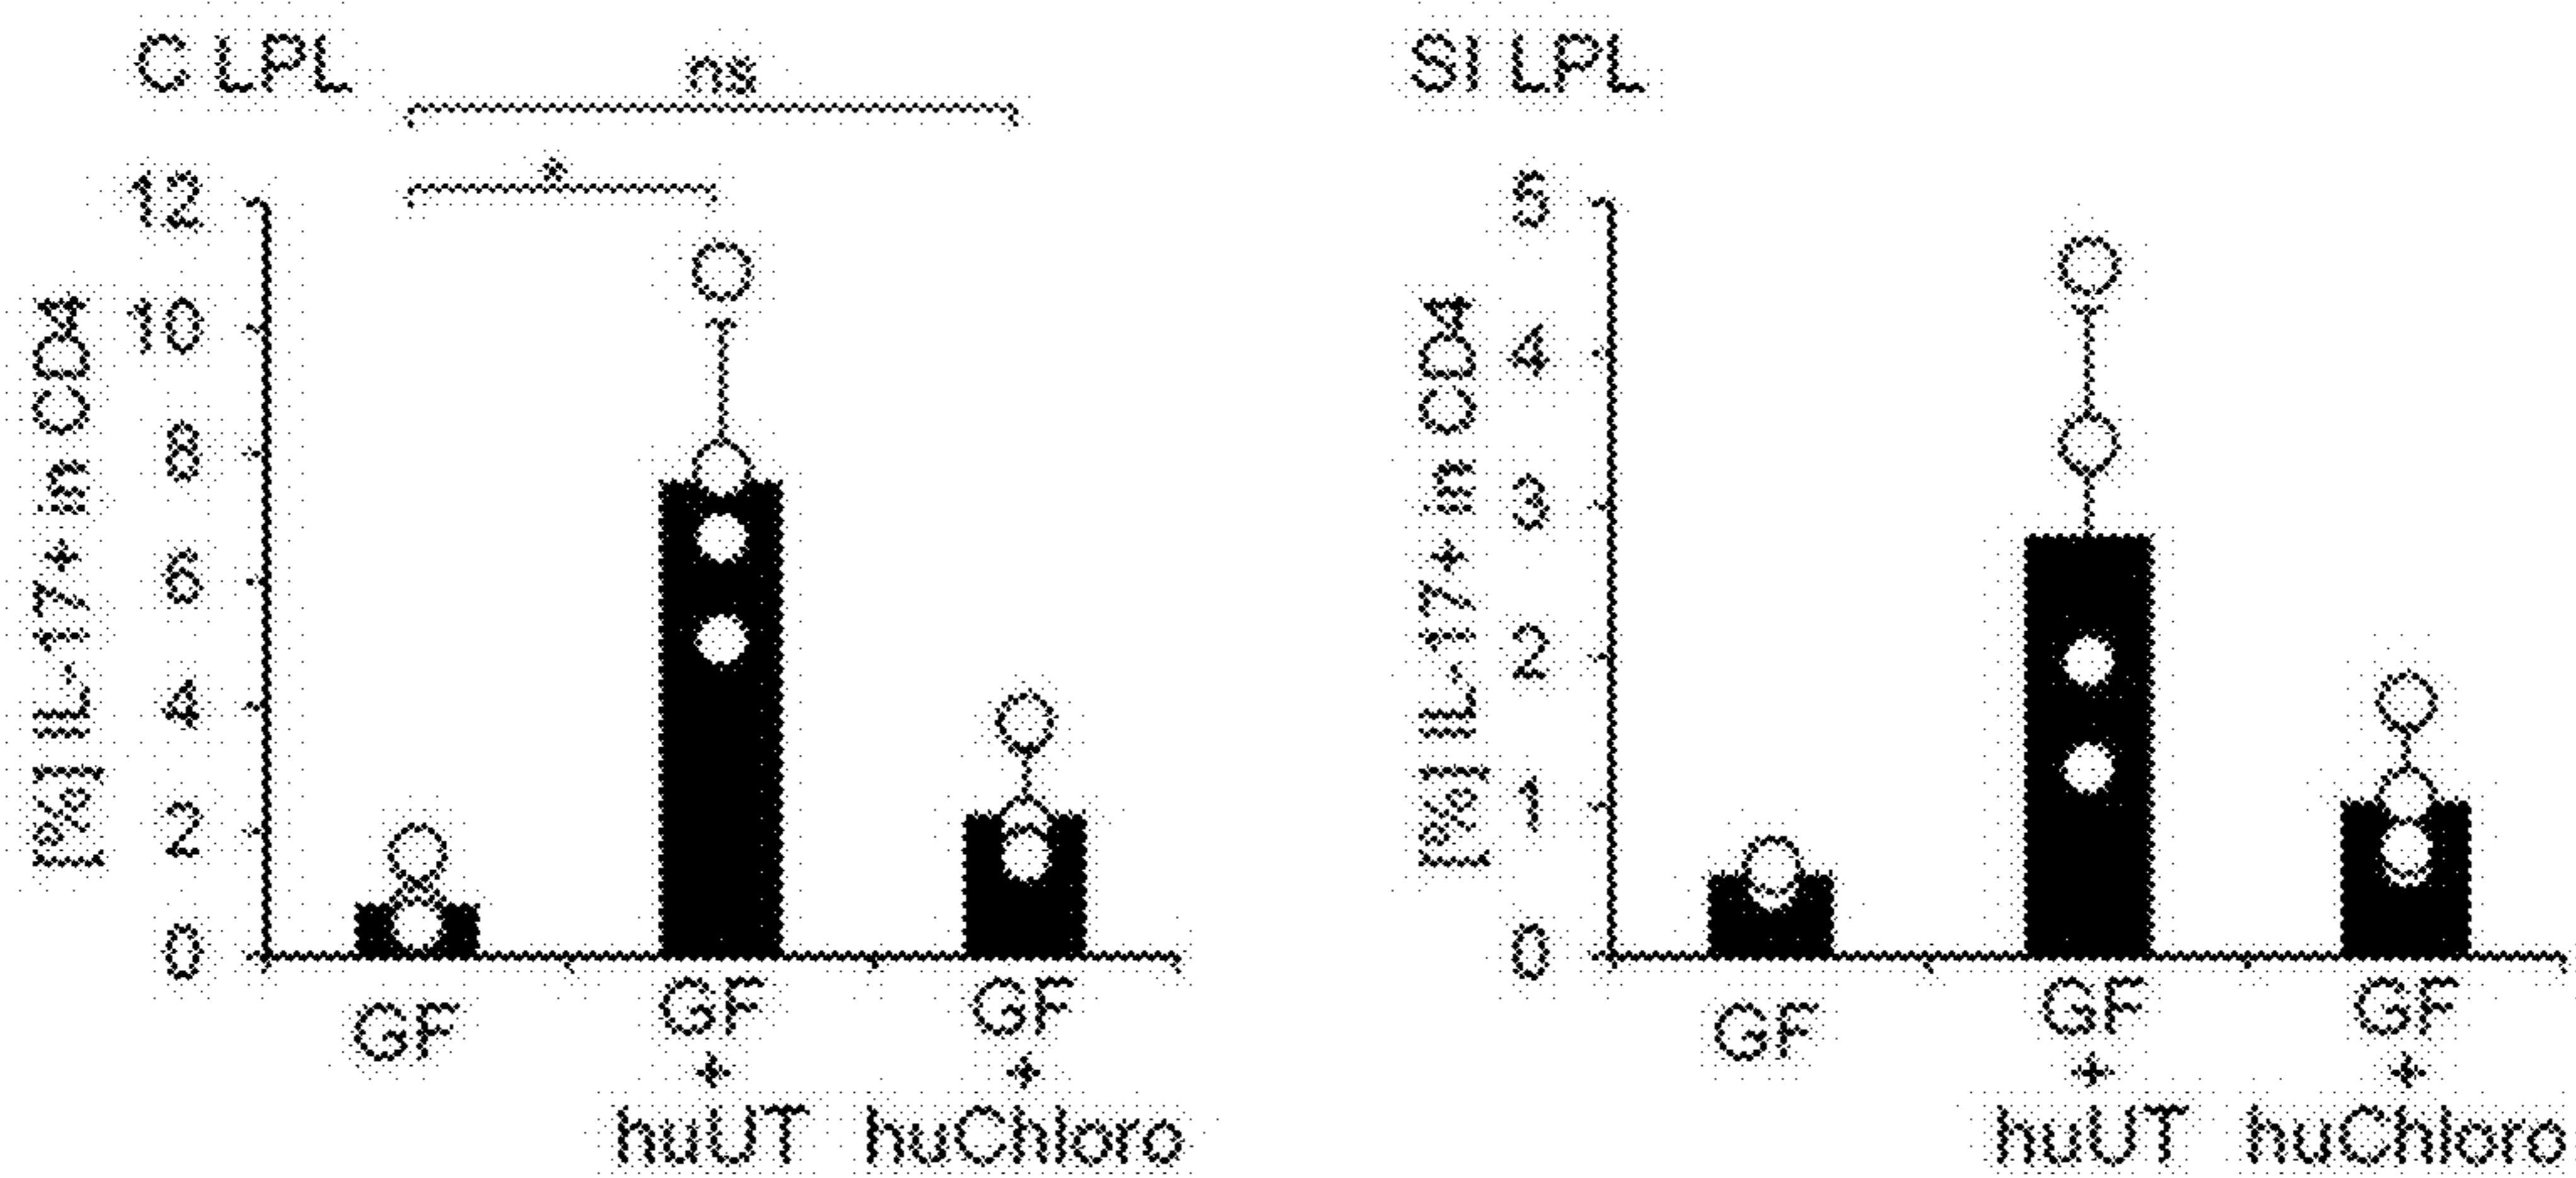 C LPL
ns
*
12
10
8
6
4
2
0
[%] IL-17+ in CD4
GF
GF
+
huUT
GF
+
huChloro
SI LPL
5
4
3
2
1
0
[%] IL-17+ in CD4
GF
GF
+
huUT
GF
+
huChloro